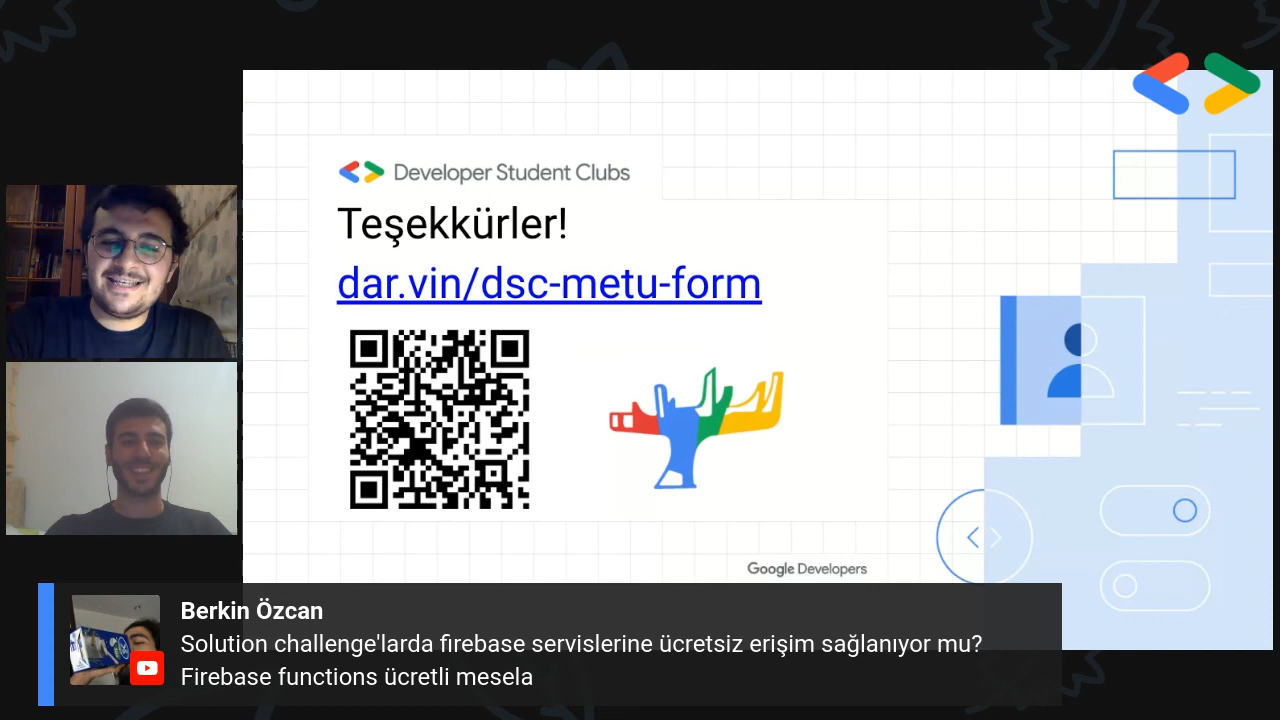 Developer Student Clubs
Teşekkürler!
dar.vin/dsc-metu-form
Google Developers
Berkin Özcan
Solution challenge'larda firebase servislerine ücretsiz erişim sağlanıyor mu?
Firebase functions ücretli mesela